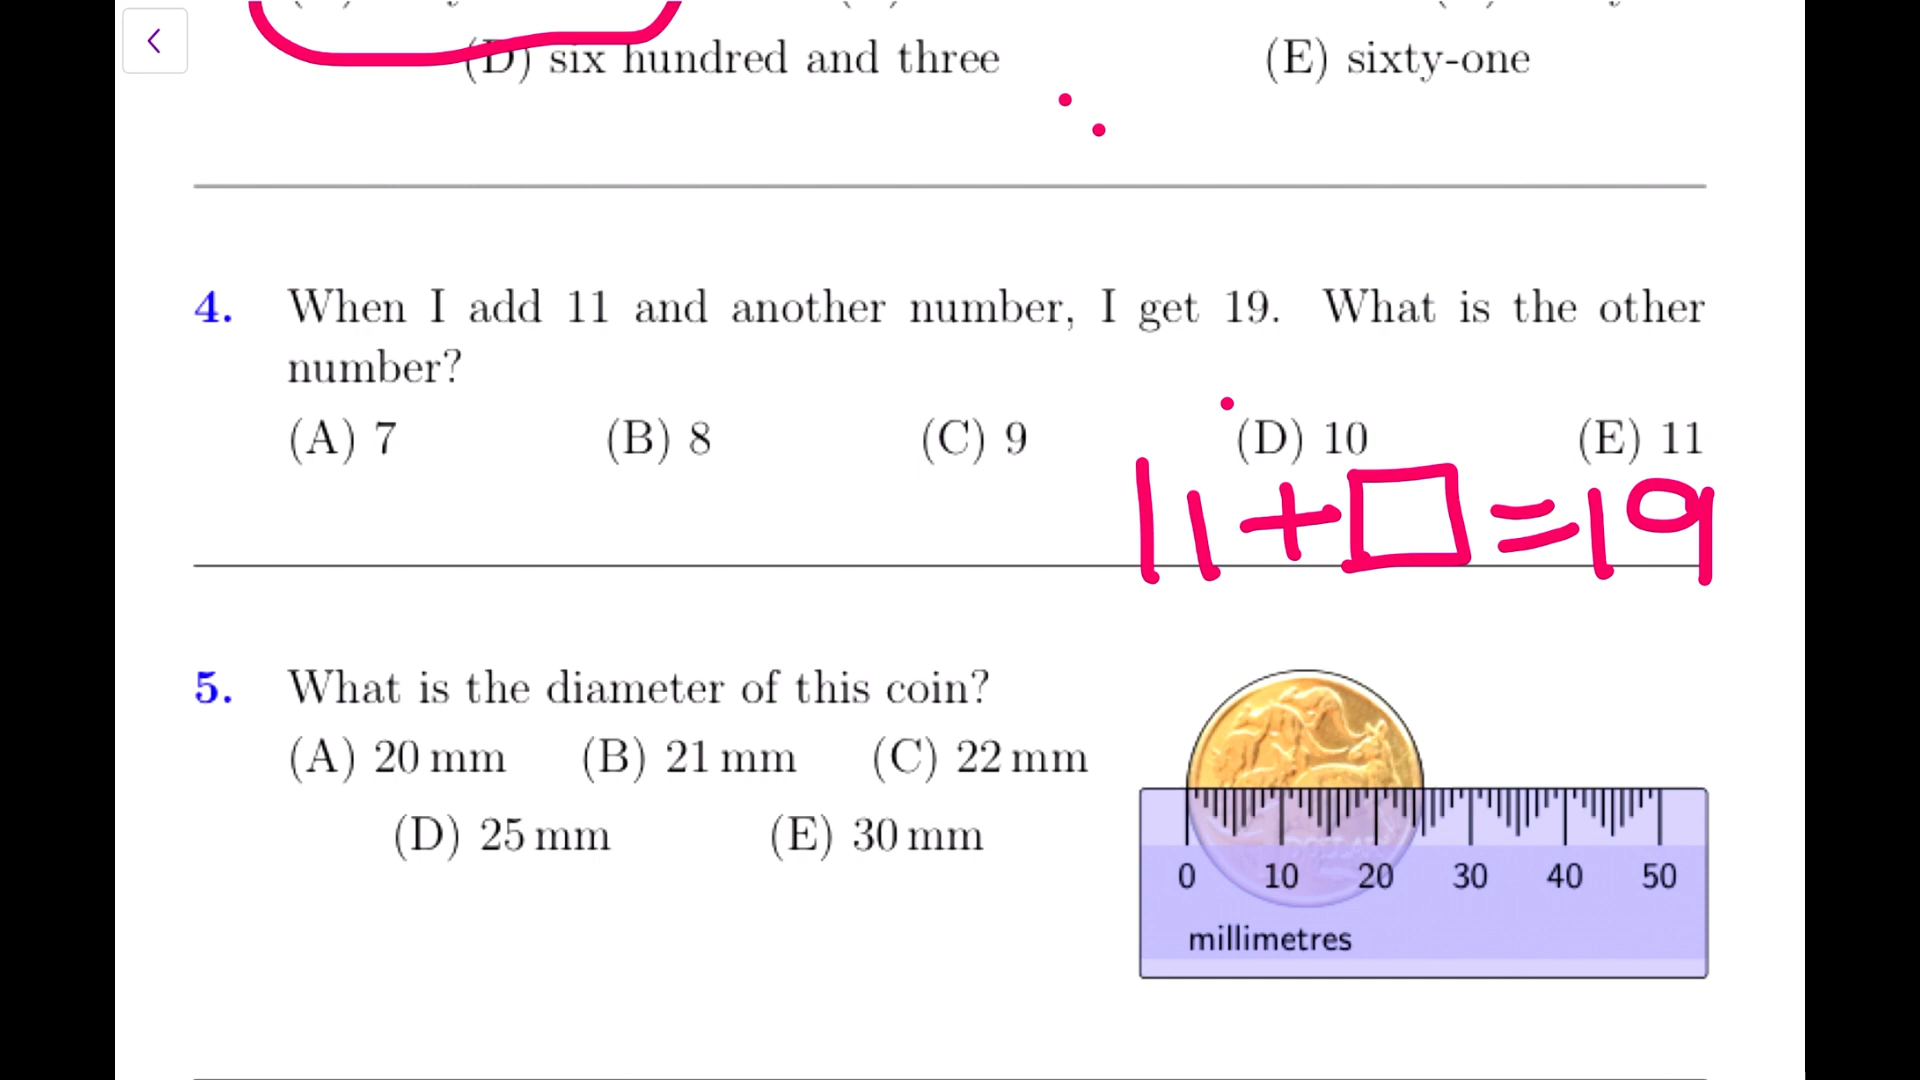 (D) six hundred and three (E) sixty-one
4. When I add 11 and another number, I get 19. What is the other
number?
(A) 7 (B) 8 (C) 9 (D) 10 (E) 11
11+□=19
5. What is the diameter of this coin?
(A) 20 mm (B) 21 mm (C) 22 mm
(D) 25 mm (E) 30 mm
0 10 20 30 40 50
millimetres